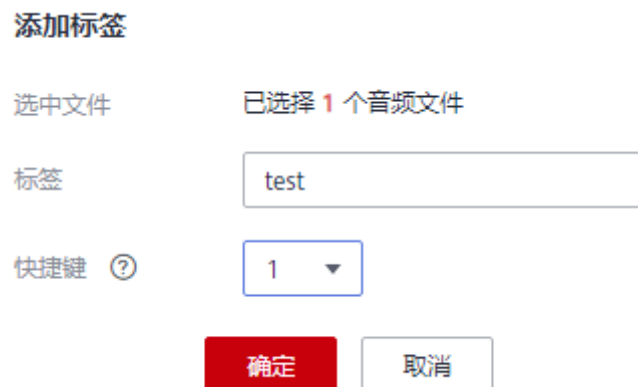 添加标签
选中文件 已选择 1 个音频文件
标签 test
快捷键 ? 1
确定 取消